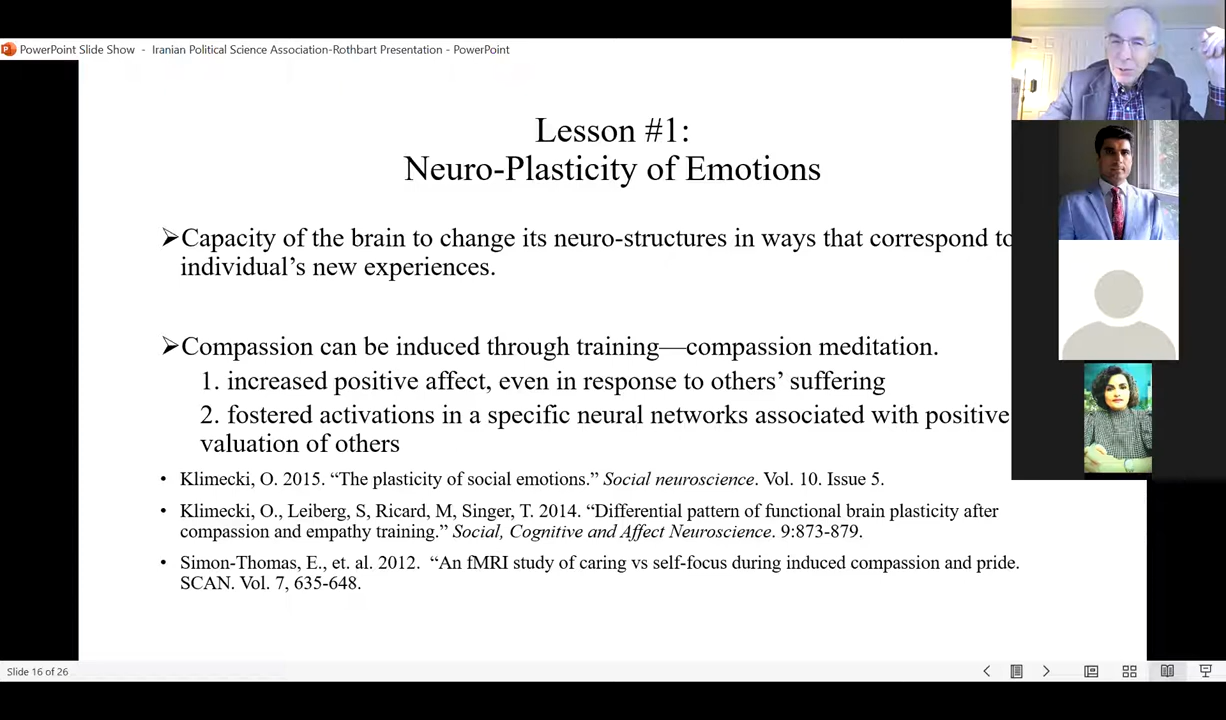 PowerPoint Slide Show - Iranian Political Science Association-Rothbart Presentation - PowerPoint
Lesson #1:
Neuro-Plasticity of Emotions
➢Capacity of the brain to change its neuro-structures in ways that correspond to
individual’s new experiences.
➢Compassion can be induced through training—compassion meditation.
1. increased positive affect, even in response to others’ suffering
2. fostered activations in a specific neural networks associated with positive
valuation of others
• Klimecki, O. 2015. “The plasticity of social emotions.” Social neuroscience. Vol. 10. Issue 5.
• Klimecki, O., Leiberg, S, Ricard, M, Singer, T. 2014. “Differential pattern of functional brain plasticity after
compassion and empathy training.” Social, Cognitive and Affect Neuroscience. 9:873-879.
• Simon-Thomas, E., et. al. 2012. “An fMRI study of caring vs self-focus during induced compassion and pride.
SCAN. Vol. 7, 635-648.
Slide 16 of 26